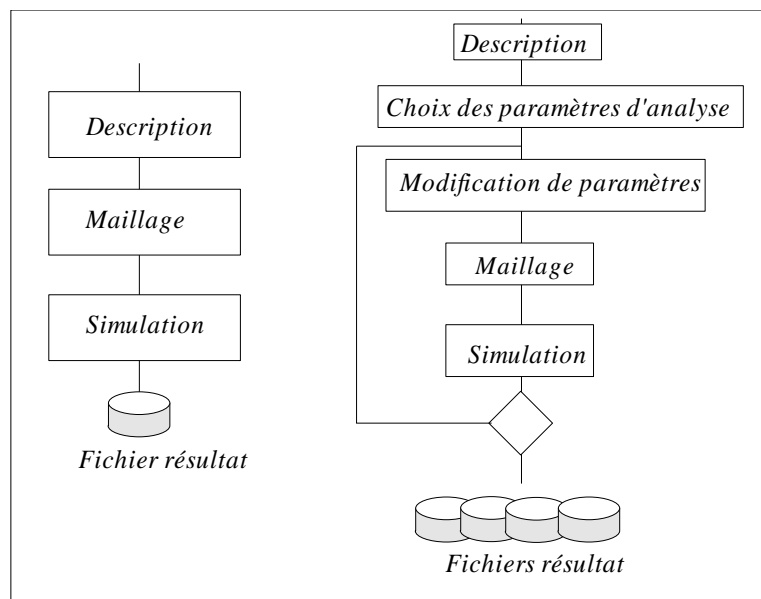 Description
Maillage
Simulation
Fichier résultat
Description
Choix des paramètres d'analyse
Modification de paramètres
Maillage
Simulation
Fichiers résultat